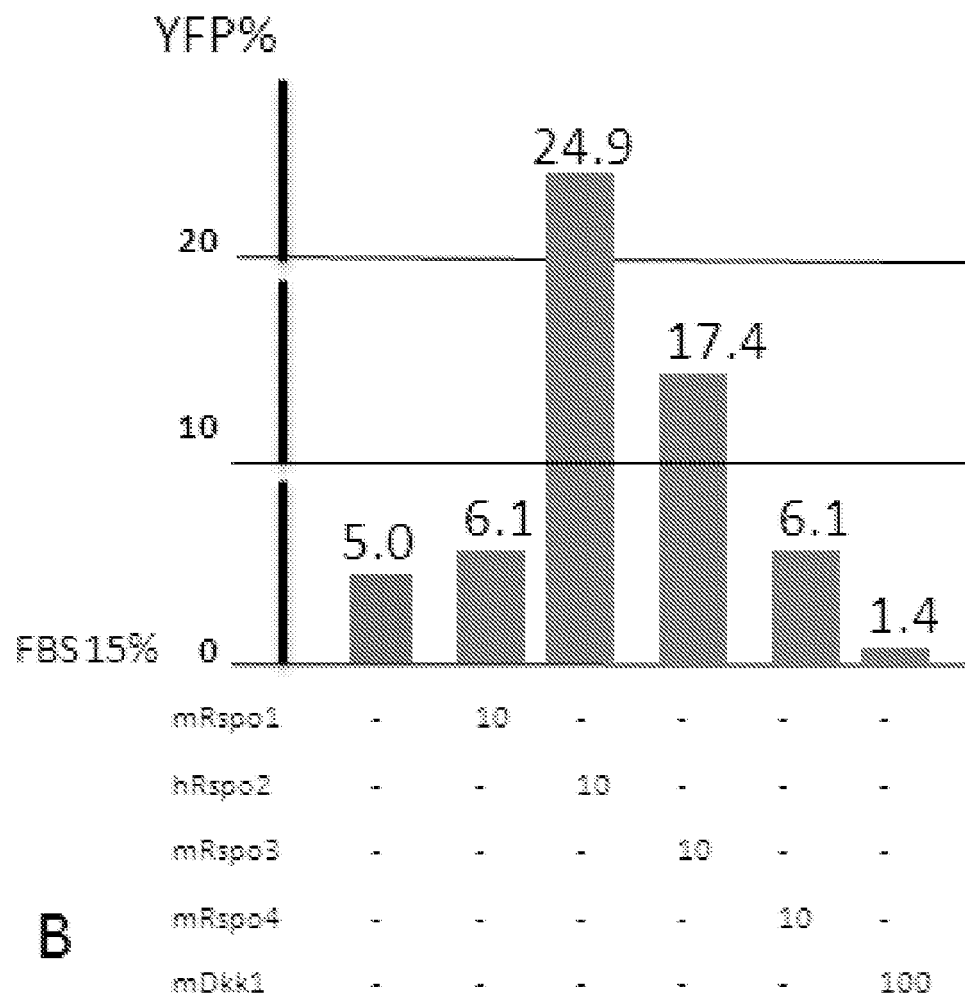 YFP%
24.9
20
17.4
10
5.0 6.1 6.1 1.4
FBS 15% 0
mRspo1 - 10 - - - -
hRspo2 - - 10 - - -
mRspo3 - - - 10 - -
mRspo4 - - - - 10 -
B
mDkk1 - - - - - 100